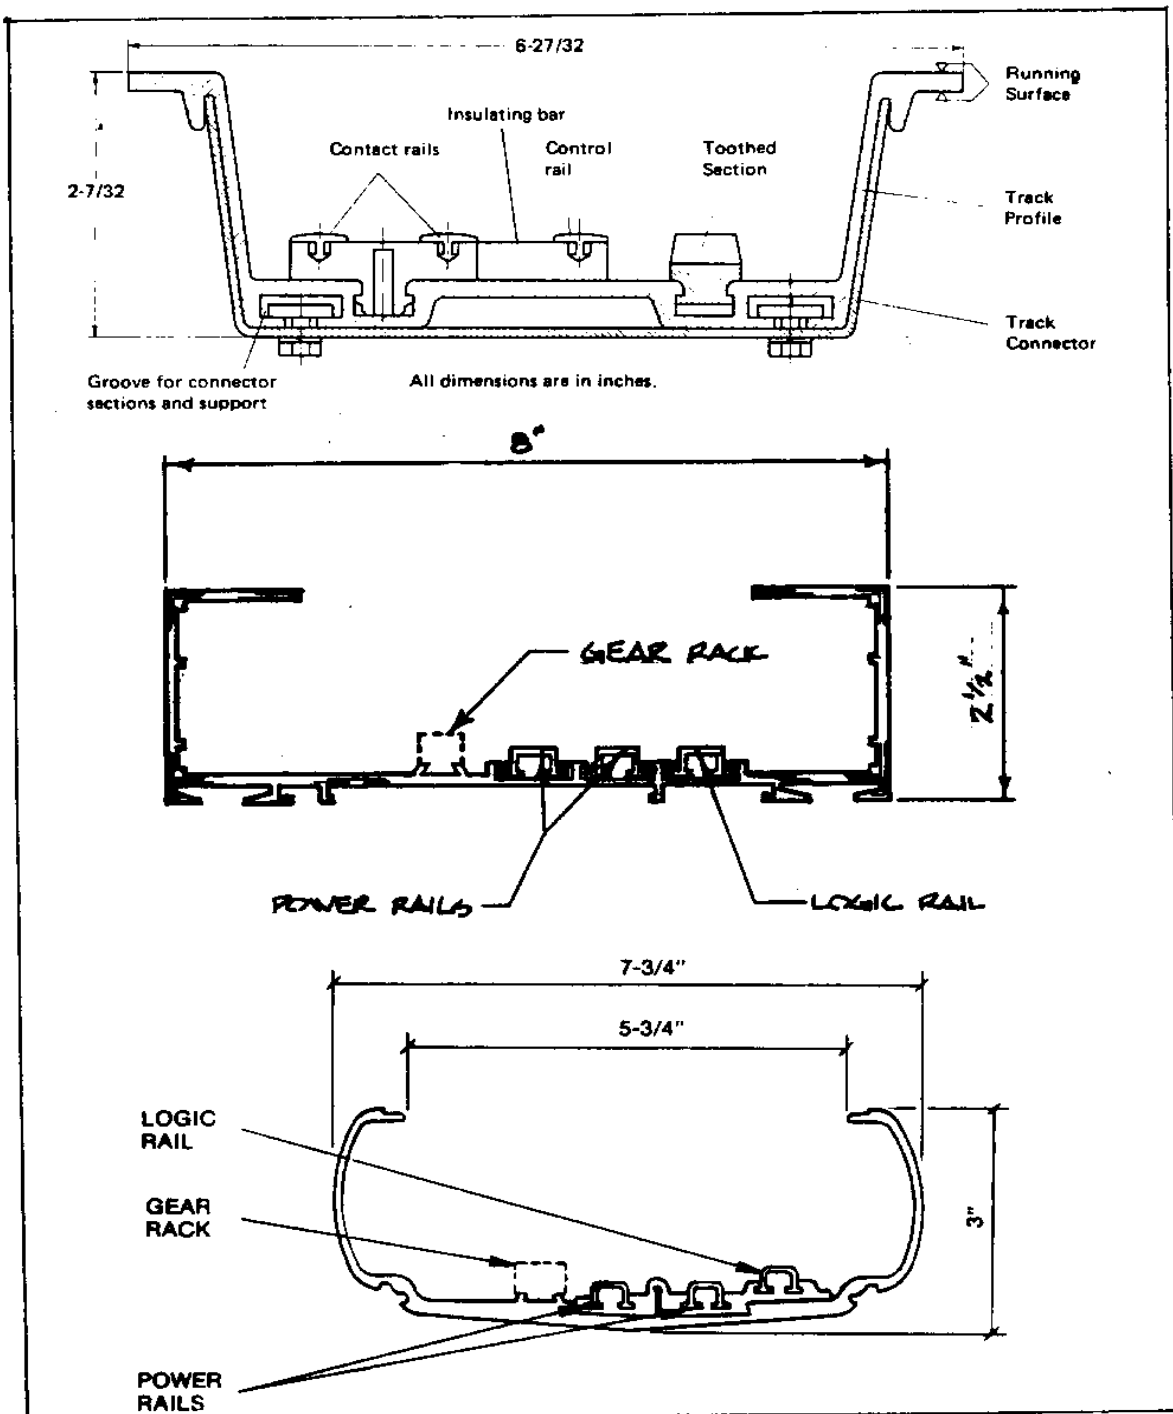 6-27/32
Running
Surface
Insulating bar
Contact rails
Control
rail
Toothed
Section
2-7/32
Track
Profile
Track
Connector
Groove for connector
sections and support
All dimensions are in inches.
8"
GEAR RACK
2 1/2"
POWER RAILS
LOGIC RAIL
7-3/4"
5-3/4"
LOGIC
RAIL
GEAR
RACK
3"
POWER
RAILS